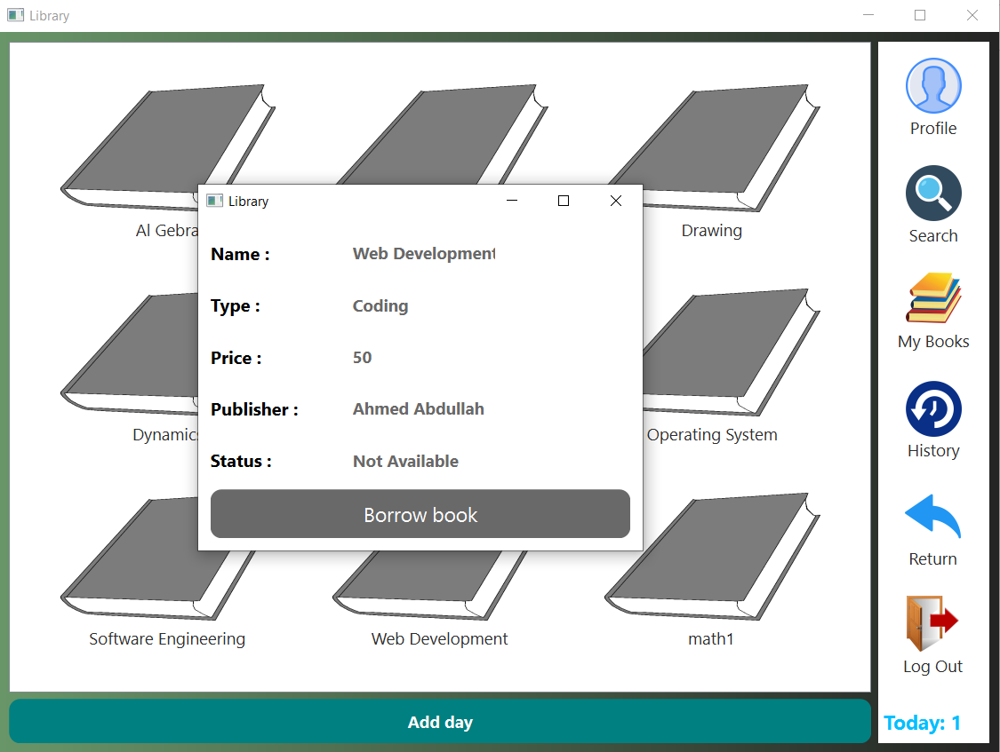 Library
Al Gebra
Drawing
Library
Name :
Web Development
Type :
Coding
Price :
50
Publisher :
Ahmed Abdullah
Status :
Not Available
Borrow book
Dynamics
Operating System
Software Engineering
Web Development
math1
Add day
Profile
Search
My Books
History
Return
Log Out
Today: 1